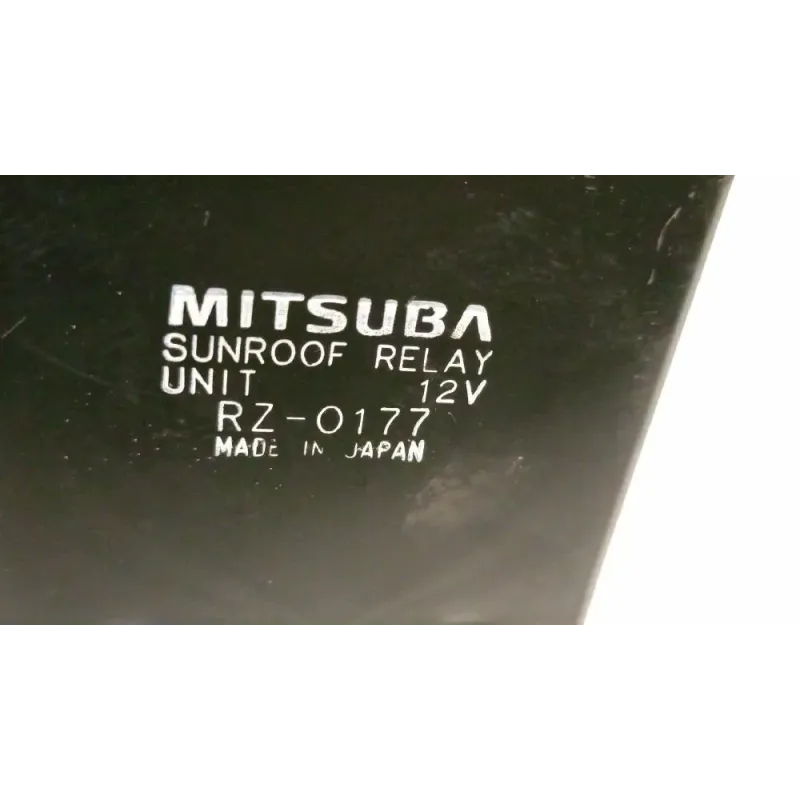 MITSUBA
SUNROOF RELAY
UNIT 12V
RZ-0177
MADE IN JAPAN